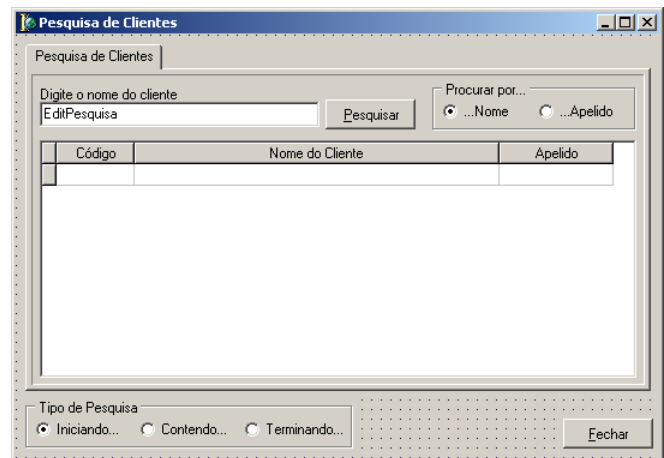 Pesquisa de Clientes
Pesquisa de Clientes
Digite o nome do cliente
EditPesquisa
Pesquisar
Procurar por...
...Nome ...Apelido
Código Nome do Cliente Apelido
Tipo de Pesquisa
Iniciando... Contendo... Terminando...
Fechar